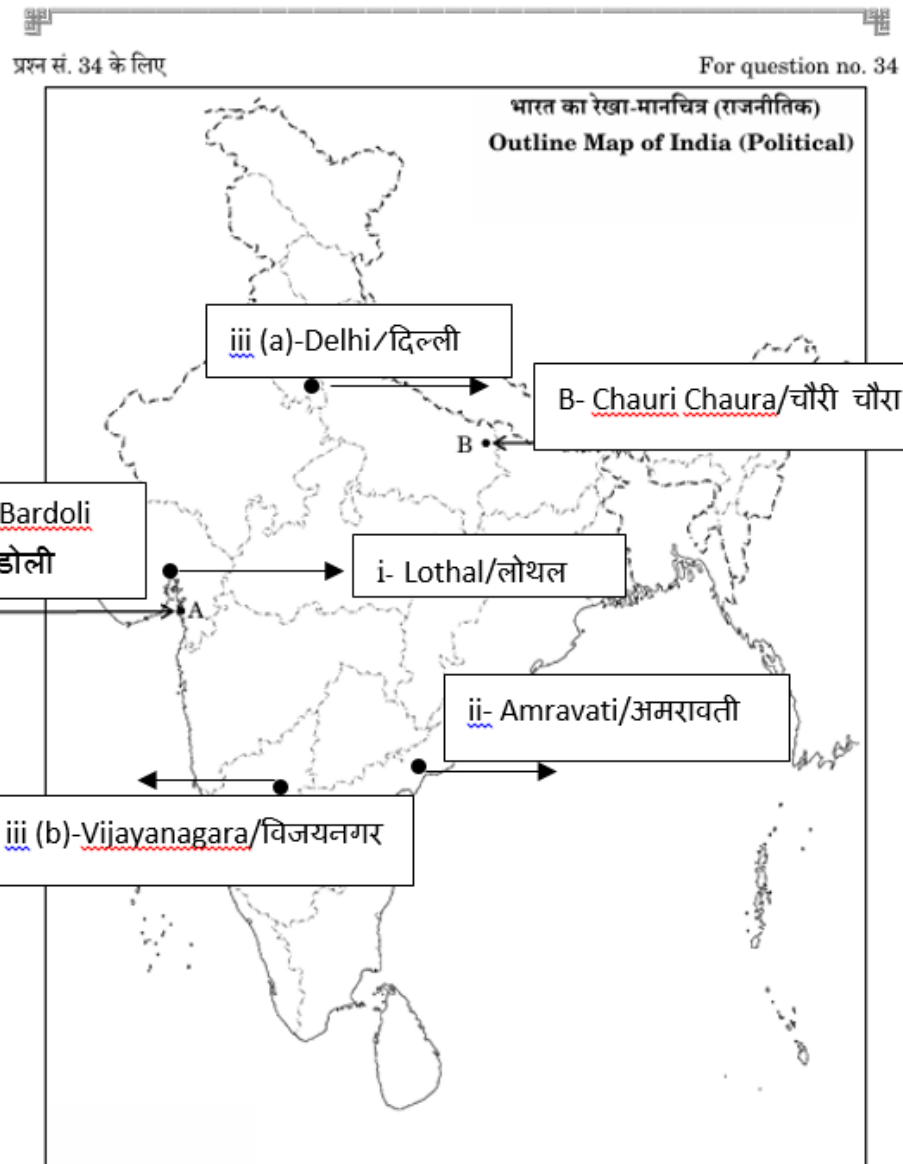 प्रश्न सं. 34 के लिए
For question no. 34
भारत का रेखा-मानचित्र (राजनीतिक)
Outline Map of India (Political)
iii (a)-Delhi/दिल्ली
B- Chauri Chaura/चौरी चौरा
B
Bardoli
डोली
i- Lothal/लोथल
A
ii- Amravati/अमरावती
iii (b)-Vijayanagara/विजयनगर